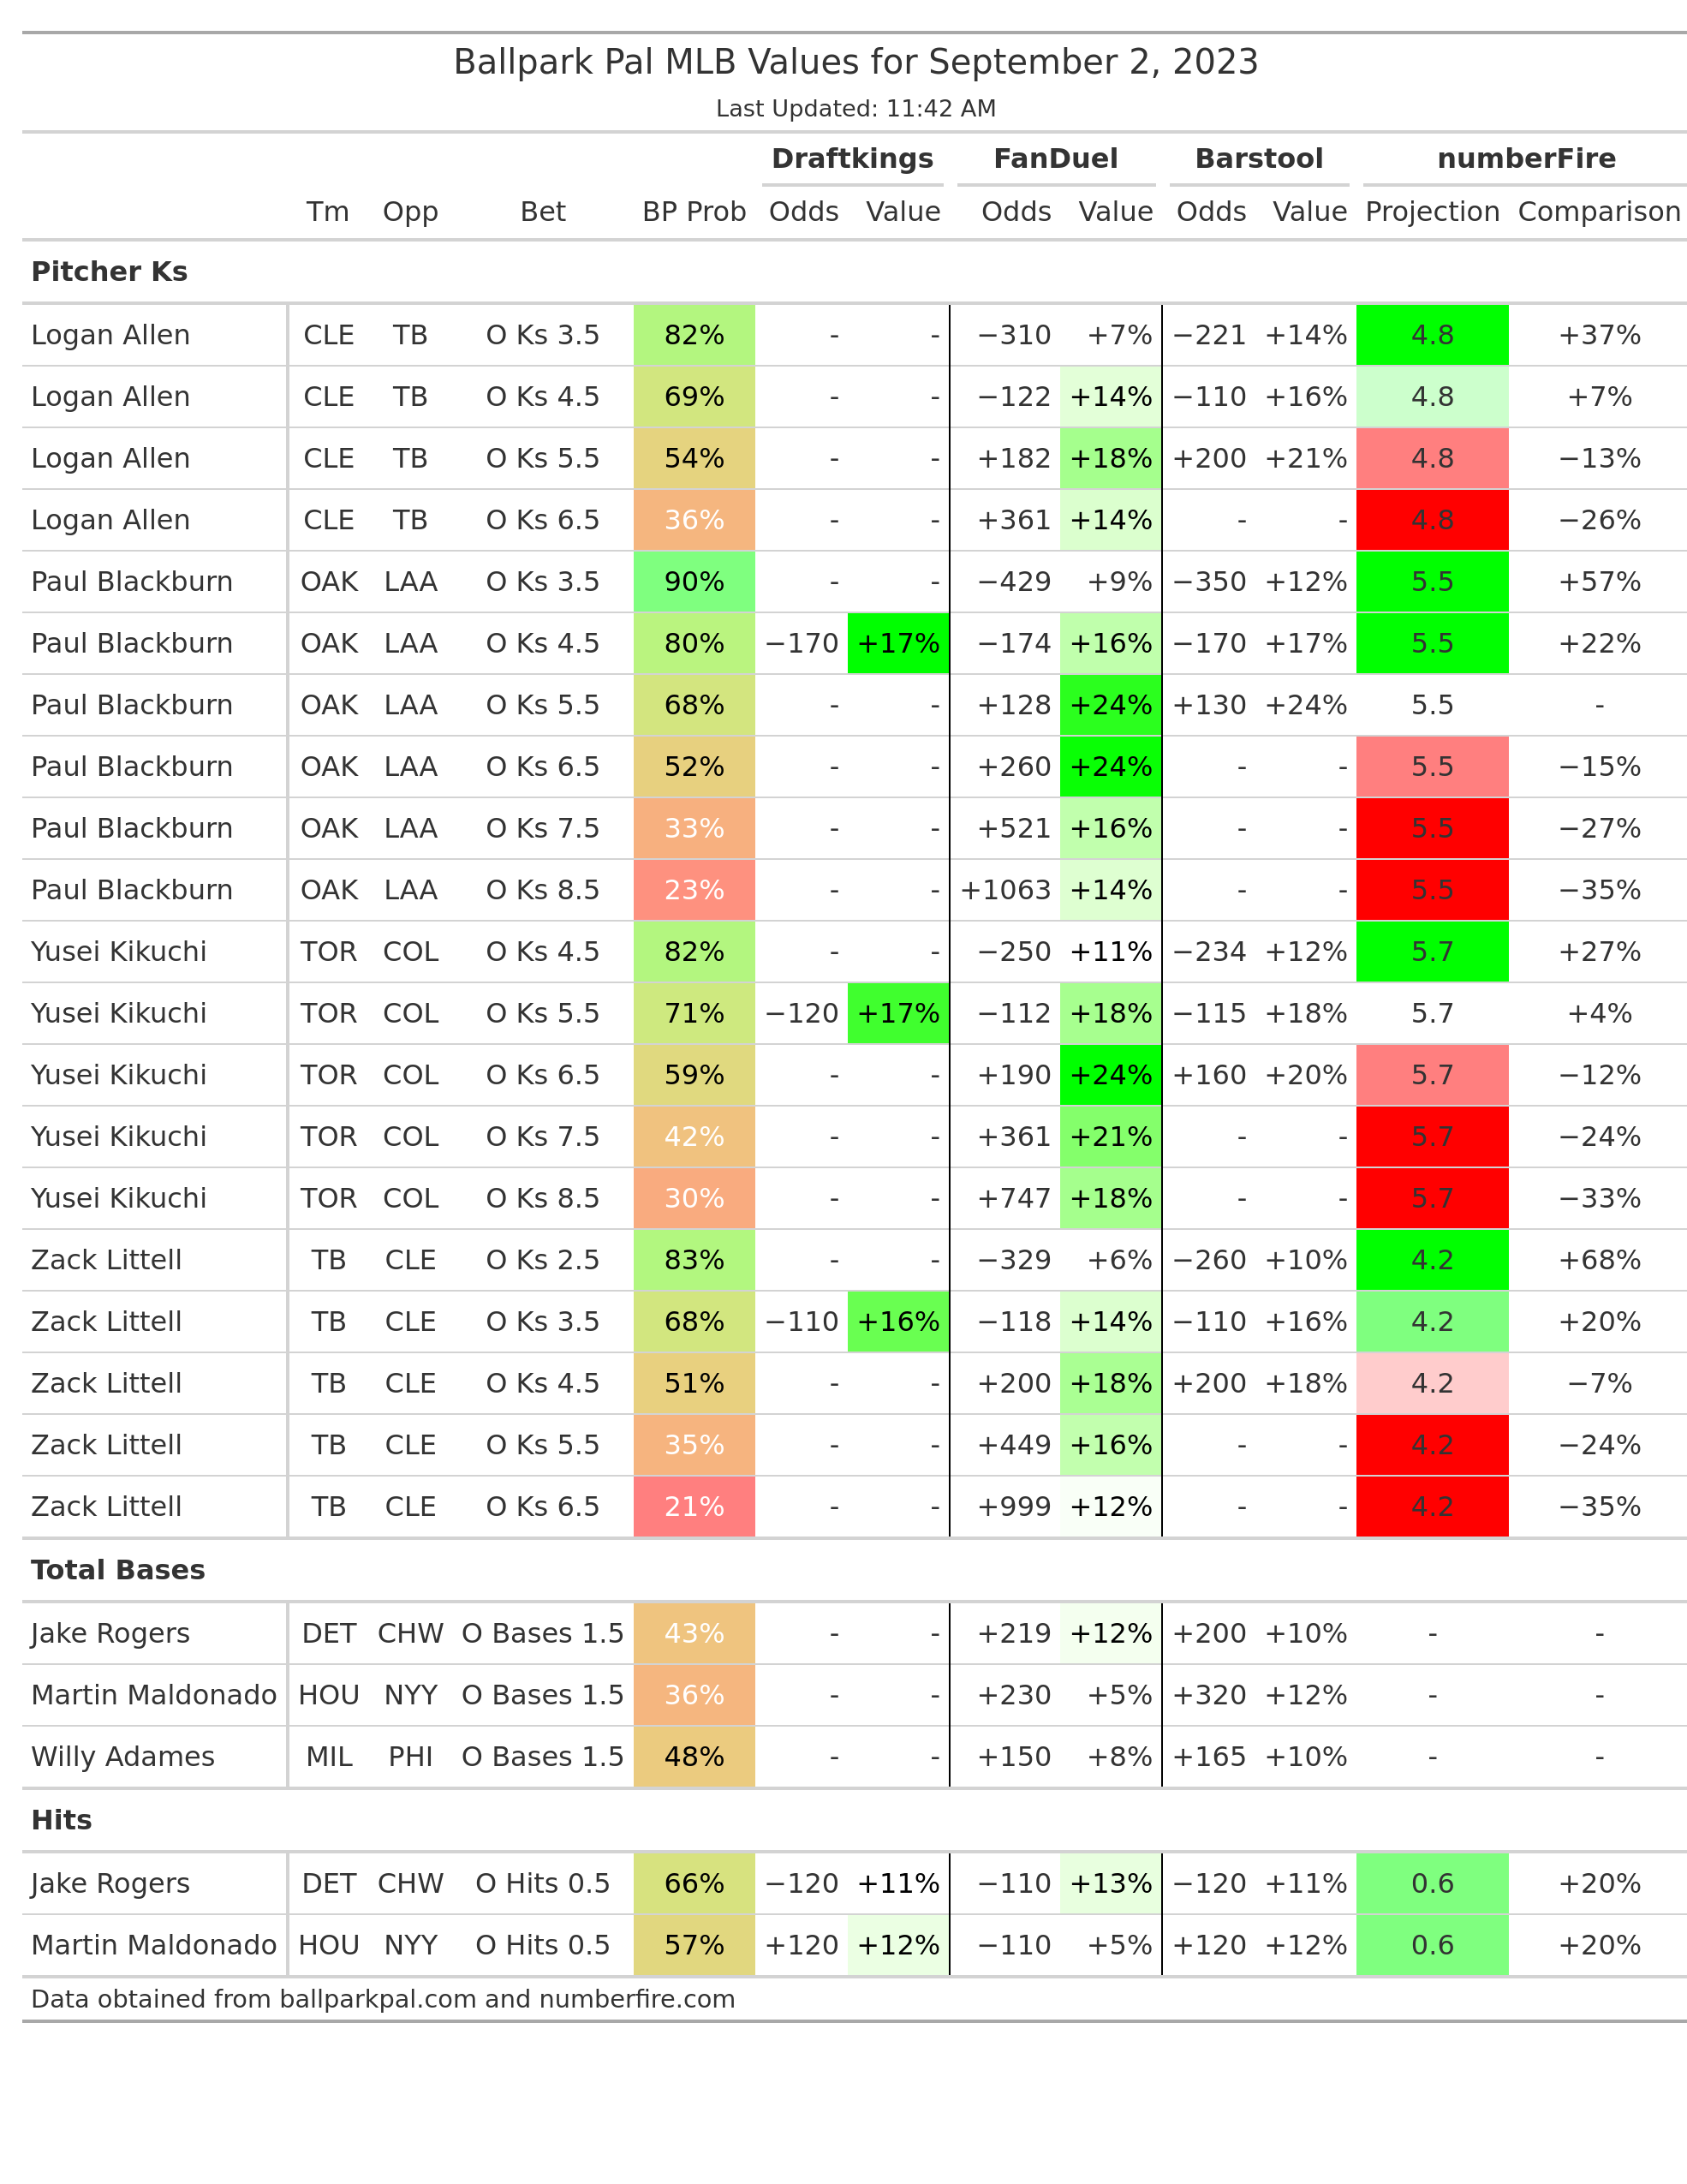 Ballpark Pal MLB Values for September 2, 2023
Last Updated: 11:42 AM
Draftkings FanDuel Barstool numberFire
Tm Opp Bet BP Prob Odds Value Odds Value Odds Value Projection Comparison
Pitcher Ks
Logan Allen CLE TB O Ks 3.5 82% - - −310 +7% −221 +14% 4.8 +37%
Logan Allen CLE TB O Ks 4.5 69% - - −122 +14% −110 +16% 4.8 +7%
Logan Allen CLE TB O Ks 5.5 54% - - +182 +18% +200 +21% 4.8 −13%
Logan Allen CLE TB O Ks 6.5 36% - - +361 +14% - - 4.8 −26%
Paul Blackburn OAK LAA O Ks 3.5 90% - - −429 +9% −350 +12% 5.5 +57%
Paul Blackburn OAK LAA O Ks 4.5 80% −170 +17% −174 +16% −170 +17% 5.5 +22%
Paul Blackburn OAK LAA O Ks 5.5 68% - - +128 +24% +130 +24% 5.5 -
Paul Blackburn OAK LAA O Ks 6.5 52% - - +260 +24% - - 5.5 −15%
Paul Blackburn OAK LAA O Ks 7.5 33% - - +521 +16% - - 5.5 −27%
Paul Blackburn OAK LAA O Ks 8.5 23% - - +1063 +14% - - 5.5 −35%
Yusei Kikuchi TOR COL O Ks 4.5 82% - - −250 +11% −234 +12% 5.7 +27%
Yusei Kikuchi TOR COL O Ks 5.5 71% −120 +17% −112 +18% −115 +18% 5.7 +4%
Yusei Kikuchi TOR COL O Ks 6.5 59% - - +190 +24% +160 +20% 5.7 −12%
Yusei Kikuchi TOR COL O Ks 7.5 42% - - +361 +21% - - 5.7 −24%
Yusei Kikuchi TOR COL O Ks 8.5 30% - - +747 +18% - - 5.7 −33%
Zack Littell TB CLE O Ks 2.5 83% - - −329 +6% −260 +10% 4.2 +68%
Zack Littell TB CLE O Ks 3.5 68% −110 +16% −118 +14% −110 +16% 4.2 +20%
Zack Littell TB CLE O Ks 4.5 51% - - +200 +18% +200 +18% 4.2 −7%
Zack Littell TB CLE O Ks 5.5 35% - - +449 +16% - - 4.2 −24%
Zack Littell TB CLE O Ks 6.5 21% - - +999 +12% - - 4.2 −35%
Total Bases
Jake Rogers DET CHW O Bases 1.5 43% - - +219 +12% +200 +10% - -
Martin Maldonado HOU NYY O Bases 1.5 36% - - +230 +5% +320 +12% - -
Willy Adames MIL PHI O Bases 1.5 48% - - +150 +8% +165 +10% - -
Hits
Jake Rogers DET CHW O Hits 0.5 66% −120 +11% −110 +13% −120 +11% 0.6 +20%
Martin Maldonado HOU NYY O Hits 0.5 57% +120 +12% −110 +5% +120 +12% 0.6 +20%
Data obtained from ballparkpal.com and numberfire.com